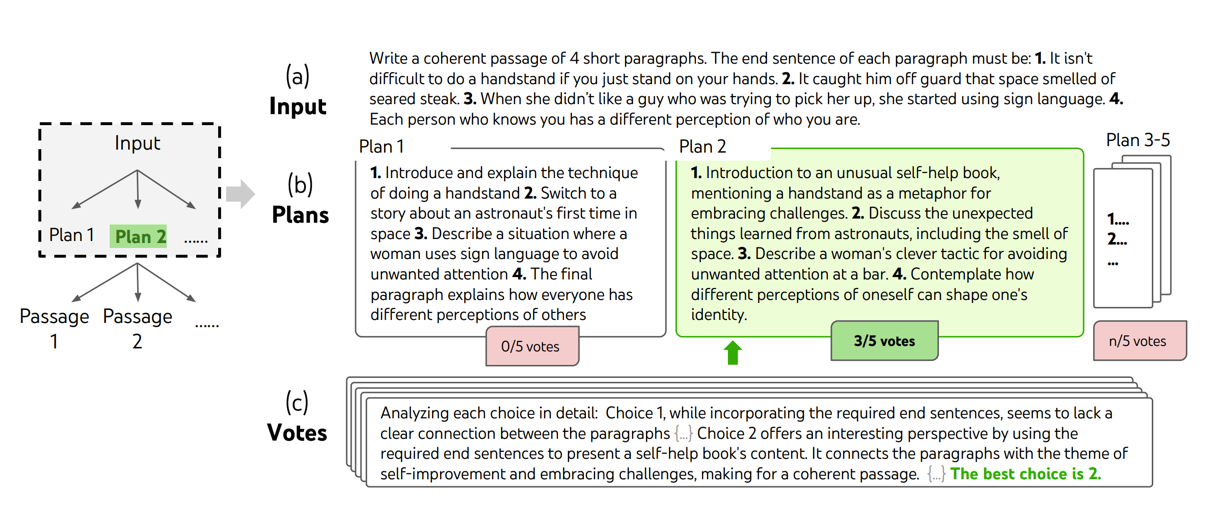 (a)
Input
Write a coherent passage of 4 short paragraphs. The end sentence of each paragraph must be: 1. It isn't
difficult to do a handstand if you just stand on your hands. 2. It caught him off guard that space smelled of
seared steak. 3. When she didn't like a guy who was trying to pick her up, she started using sign language. 4.
Each person who knows you has a different perception of who you are.
Input
Plan 1
Plan 2
......
Passage
1
Passage
2
......
(b)
Plans
Plan 1
1. Introduce and explain the technique
of doing a handstand 2. Switch to a
story about an astronaut's first time in
space 3. Describe a situation where a
woman uses sign language to avoid
unwanted attention 4. The final
paragraph explains how everyone has
different perceptions of others
0/5 votes
Plan 2
1. Introduction to an unusual self-help book,
mentioning a handstand as a metaphor for
embracing challenges. 2. Discuss the unexpected
things learned from astronauts, including the smell of
space. 3. Describe a woman's clever tactic for avoiding
unwanted attention at a bar. 4. Contemplate how
different perceptions of oneself can shape one's
identity.
3/5 votes
Plan 3-5
1....
2...
...
n/5 votes
(c)
Votes
Analyzing each choice in detail: Choice 1, while incorporating the required end sentences, seems to lack a
clear connection between the paragraphs {...} Choice 2 offers an interesting perspective by using the
required end sentences to present a self-help book's content. It connects the paragraphs with the theme of
self-improvement and embracing challenges, making for a coherent passage. {...} The best choice is 2.